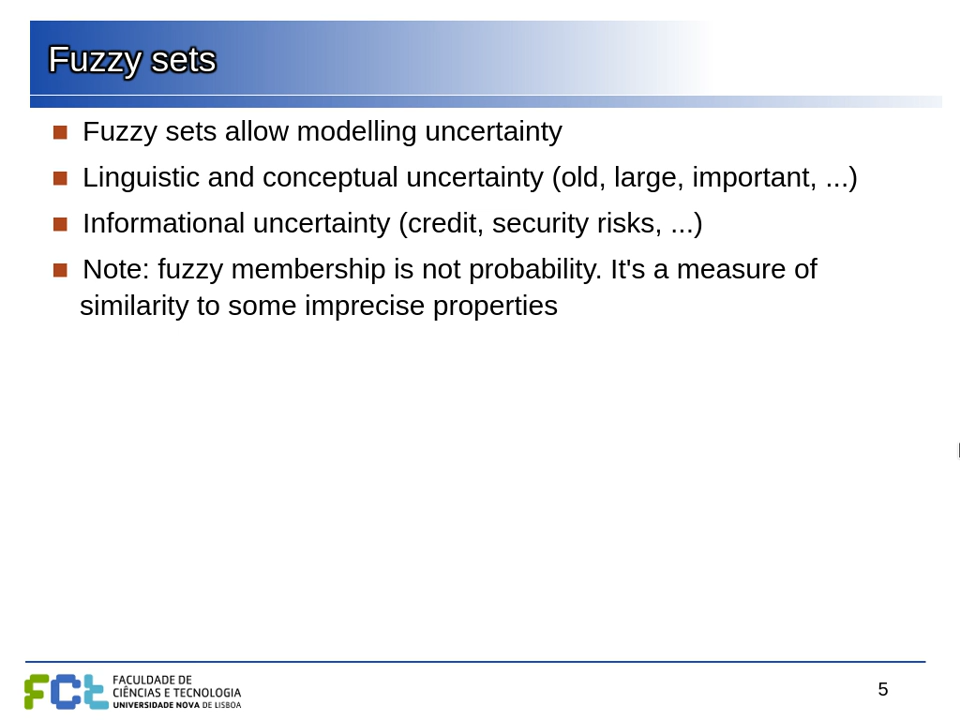 Fuzzy sets
Fuzzy sets allow modelling uncertainty
Linguistic and conceptual uncertainty (old, large, important, ...)
Informational uncertainty (credit, security risks, ...)
Note: fuzzy membership is not probability. It's a measure of
similarity to some imprecise properties
FCt
FACULDADE DE
CIÊNCIAS E TECNOLOGIA
UNIVERSIDADE NOVA DE LISBOA
5